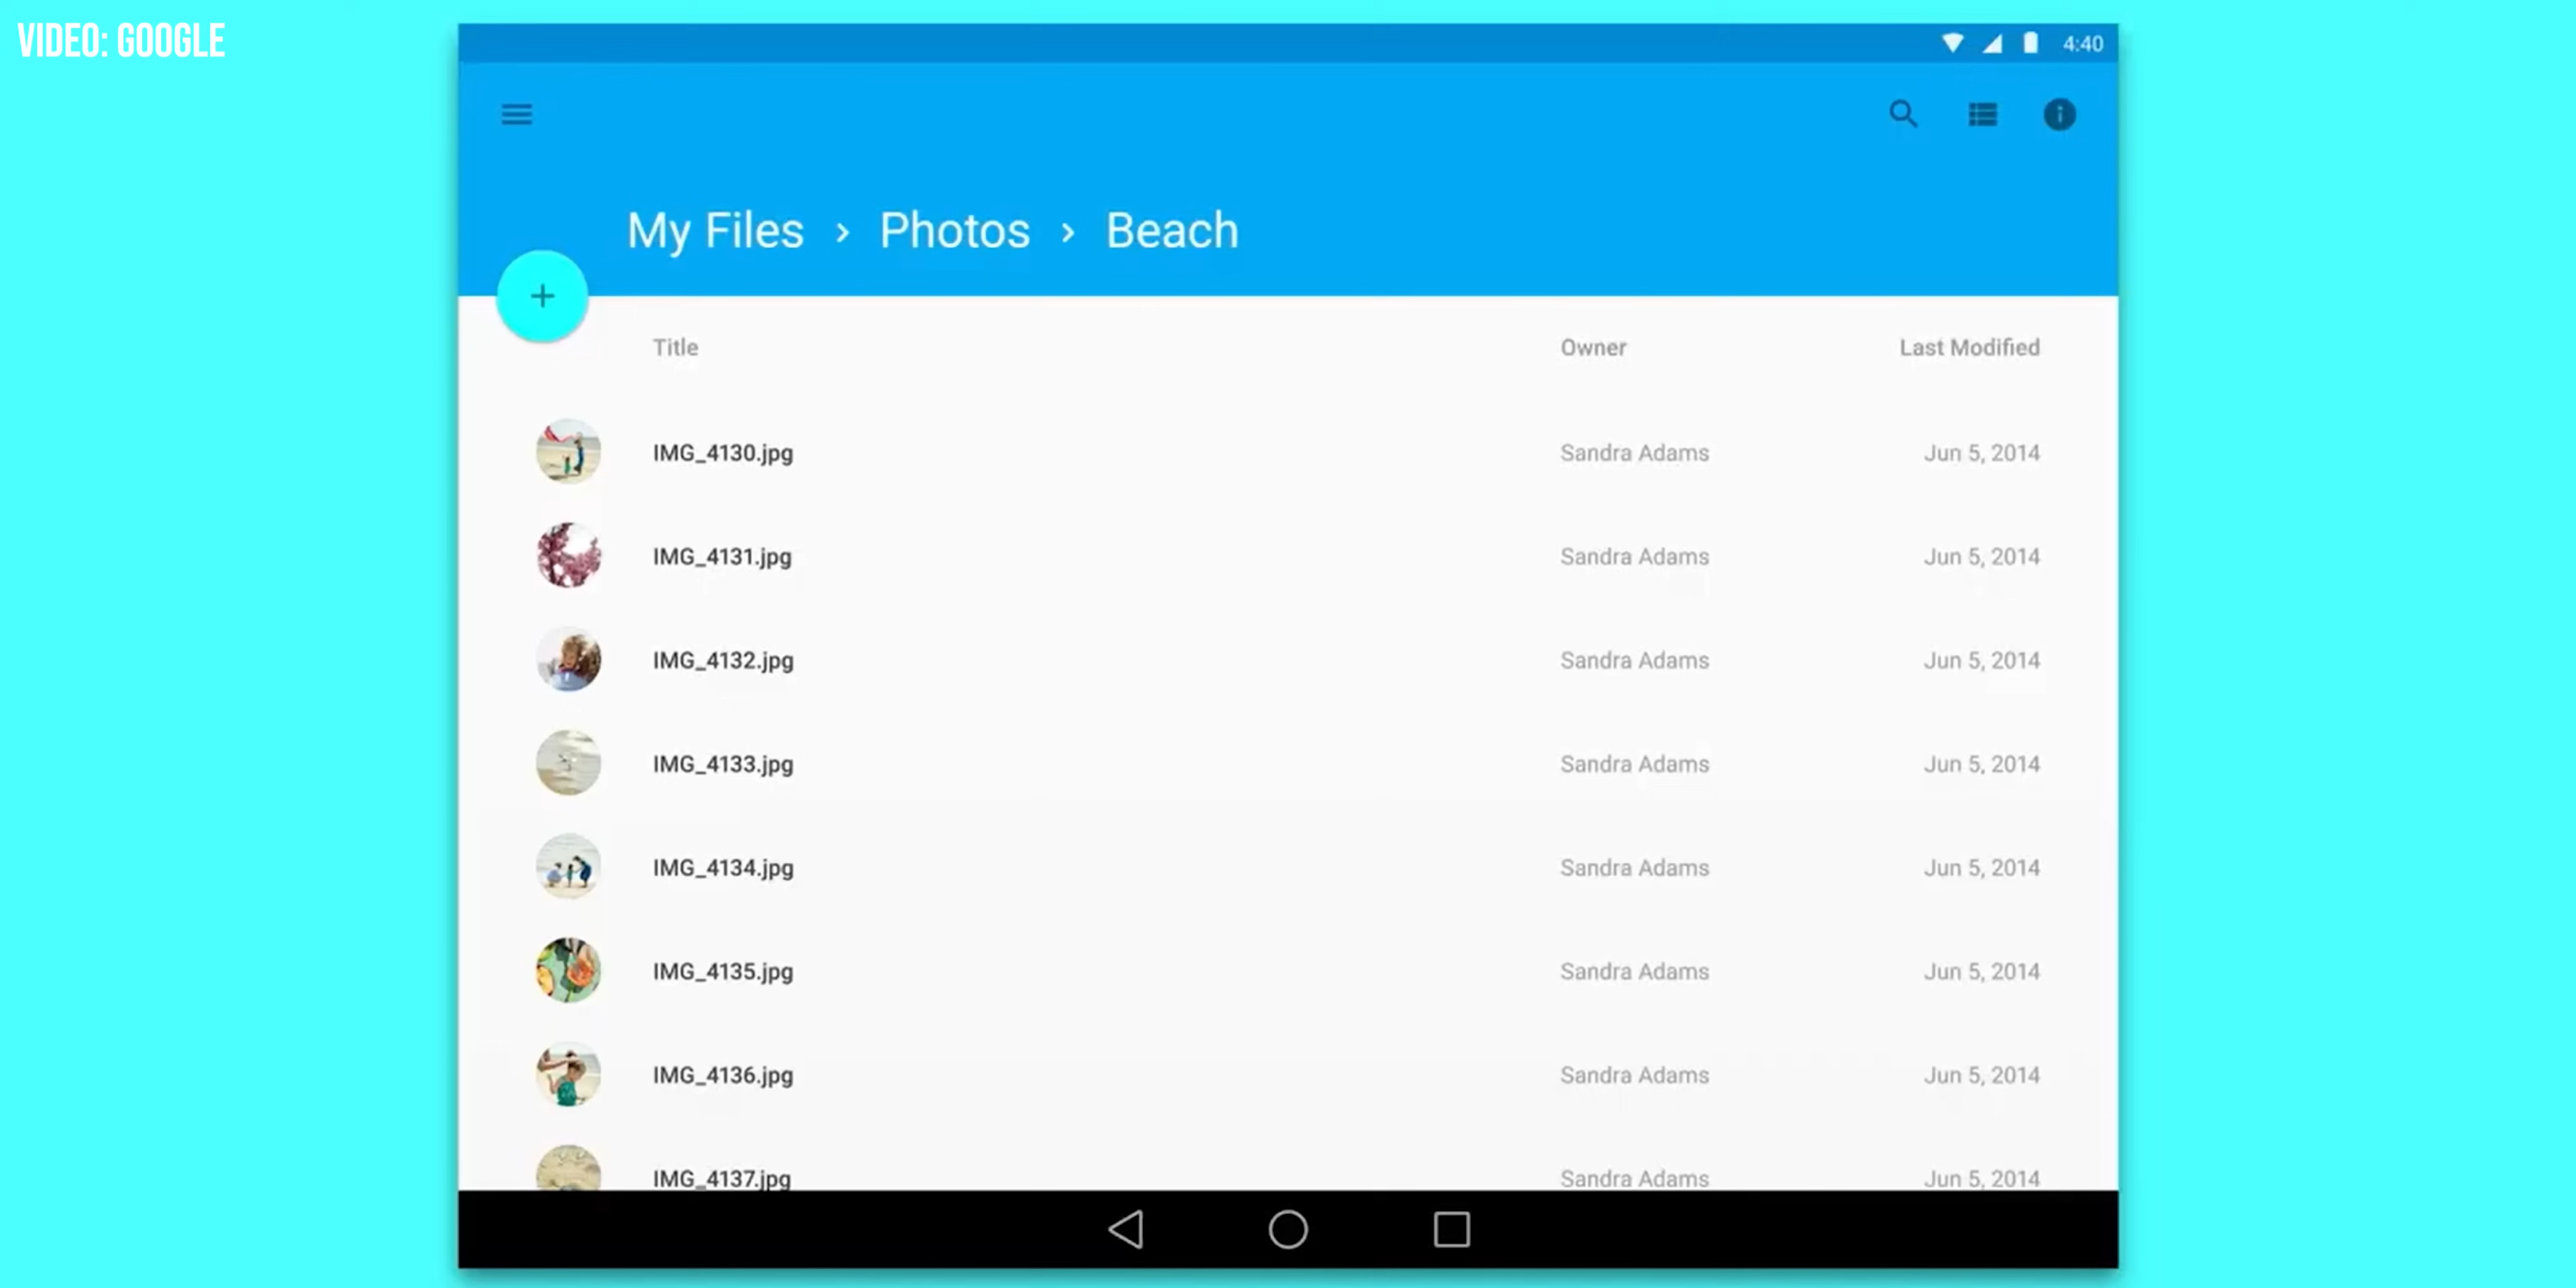 VIDEO: GOOGLE
4:40
My Files › Photos › Beach
Title Owner Last Modified
IMG_4130.jpg Sandra Adams Jun 5, 2014
IMG_4131.jpg Sandra Adams Jun 5, 2014
IMG_4132.jpg Sandra Adams Jun 5, 2014
IMG_4133.jpg Sandra Adams Jun 5, 2014
IMG_4134.jpg Sandra Adams Jun 5, 2014
IMG_4135.jpg Sandra Adams Jun 5, 2014
IMG_4136.jpg Sandra Adams Jun 5, 2014
IMG_4137.jpg Sandra Adams Jun 5, 2014